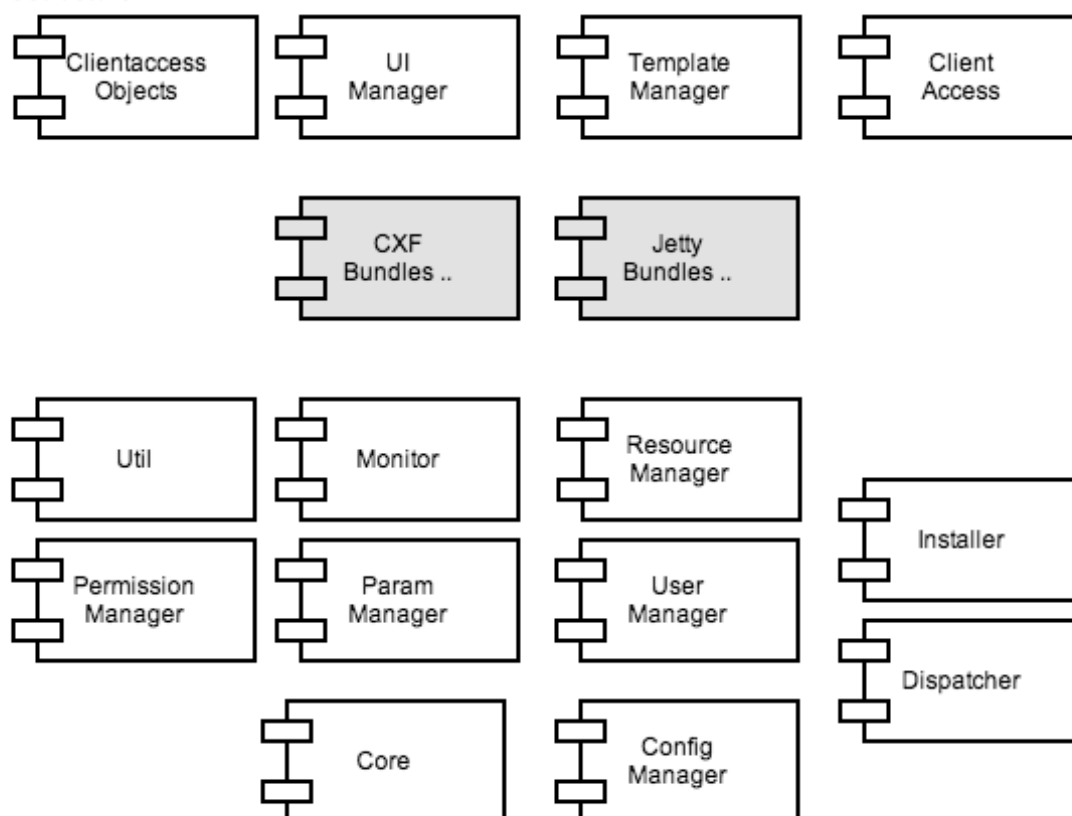 Clientaccess
Objects
UI
Manager
Template
Manager
Client
Access
CXF
Bundles ..
Jetty
Bundles ..
Util
Monitor
Resource
Manager
Installer
Permission
Manager
Param
Manager
User
Manager
Dispatcher
Core
Config
Manager